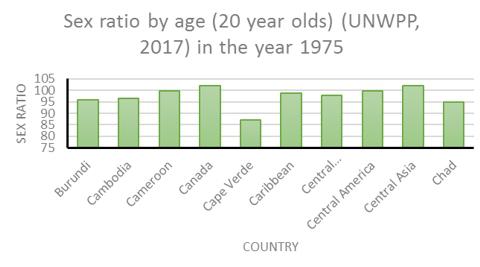 Sex ratio by age (20 year olds) (UNWPP,
2017) in the year 1975
SEX RATIO
105
100
95
90
85
80
75
Burundi
Cambodia
Cameroon
Canada
Cape Verde
Caribbean
Central...
Central America
Central Asia
Chad
COUNTRY